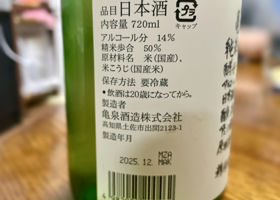 品目 日本酒
プラ
キャップ
内容量 720ml
アルコール分 14%
精米歩合 50%
原材料名 米(国産)、
米こうじ(国産米)
保存方法 要冷蔵
●飲酒は20歳になってから。
製造者
亀泉酒造株式会社
高知県土佐市出間2123-1
製造年月
2025.12. MZA
MAK